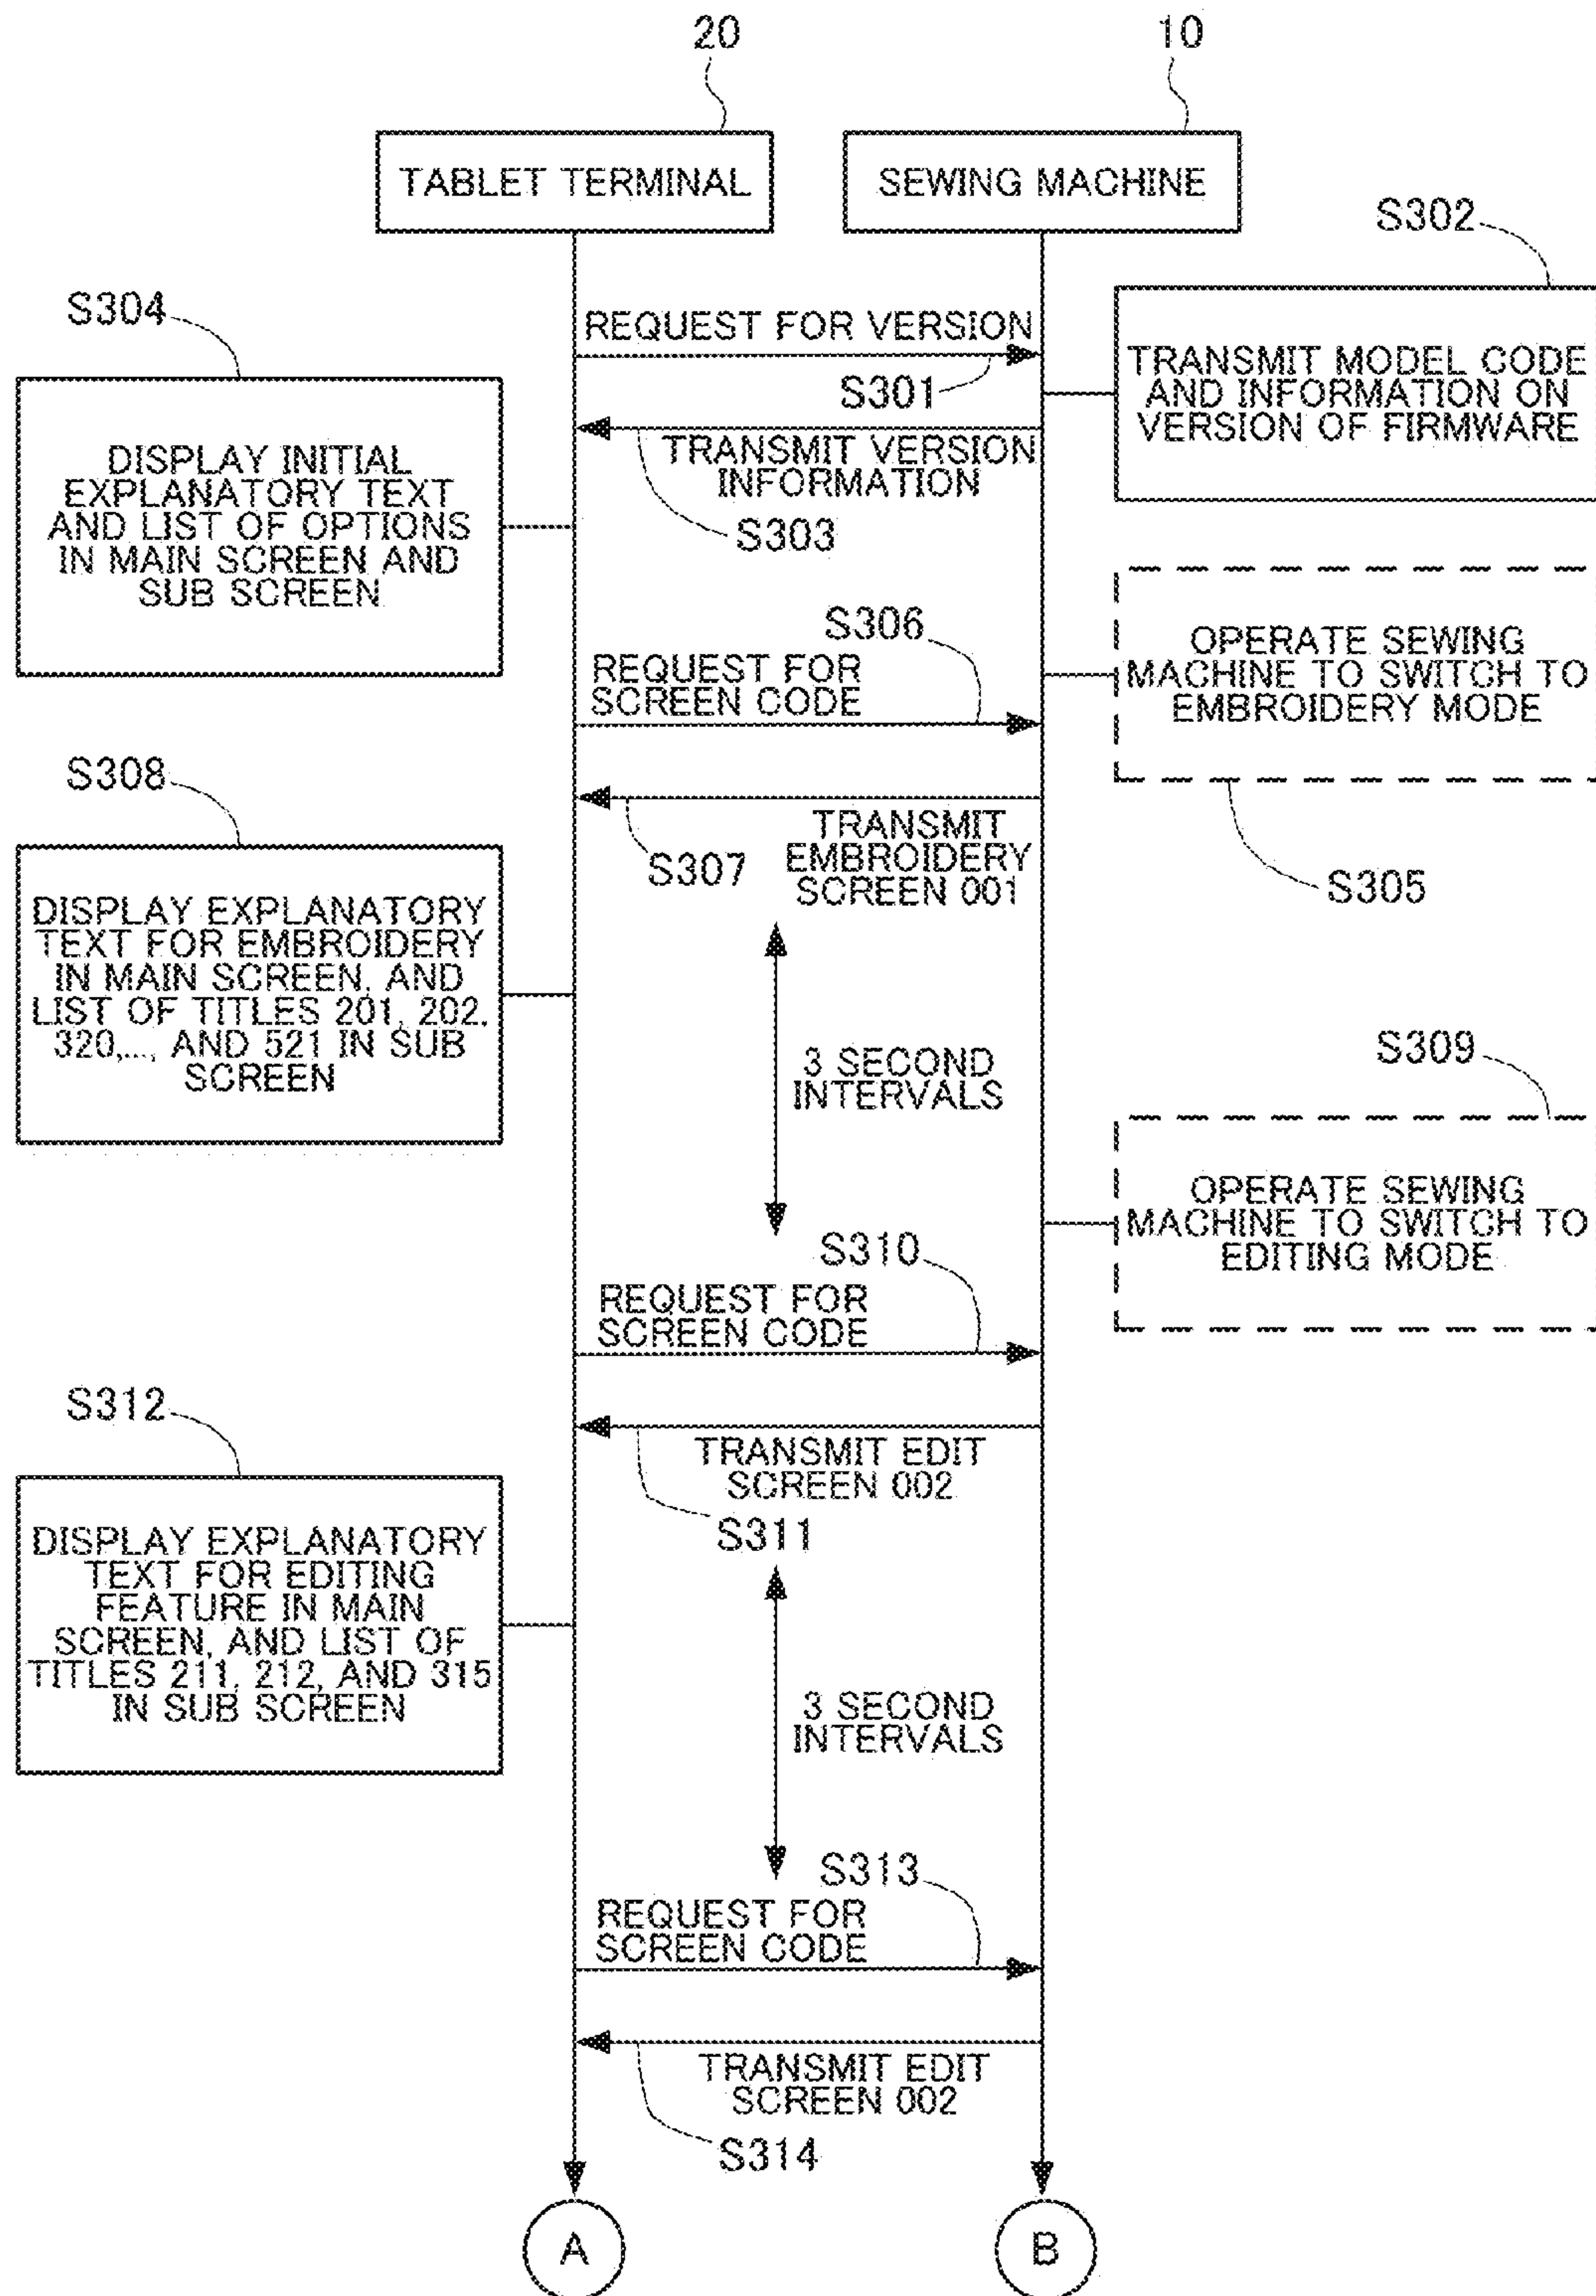 20
10
TABLET TERMINAL
SEWING MACHINE
S302
S304
REQUEST FOR VERSION
S301
TRANSMIT MODEL CODE
AND INFORMATION ON
VERSION OF FIRMWARE
TRANSMIT VERSION
INFORMATION
S303
DISPLAY INITIAL
EXPLANATORY TEXT
AND LIST OF OPTIONS
IN MAIN SCREEN AND
SUB SCREEN
S306
REQUEST FOR
SCREEN CODE
OPERATE SEWING
MACHINE TO SWITCH TO
EMBROIDERY MODE
S305
S308
S307
TRANSMIT
EMBROIDERY
SCREEN 001
DISPLAY EXPLANATORY
TEXT FOR EMBROIDERY
IN MAIN SCREEN, AND
LIST OF TITLES 201, 202,
320,..., AND 521 IN SUB
SCREEN
3 SECOND
INTERVALS
S309
OPERATE SEWING
MACHINE TO SWITCH TO
EDITING MODE
S310
REQUEST FOR
SCREEN CODE
S312
TRANSMIT EDIT
SCREEN 002
S311
DISPLAY EXPLANATORY
TEXT FOR EDITING
FEATURE IN MAIN
SCREEN, AND LIST OF
TITLES 211, 212, AND 315
IN SUB SCREEN
3 SECOND
INTERVALS
S313
REQUEST FOR
SCREEN CODE
TRANSMIT EDIT
SCREEN 002
S314
A
B